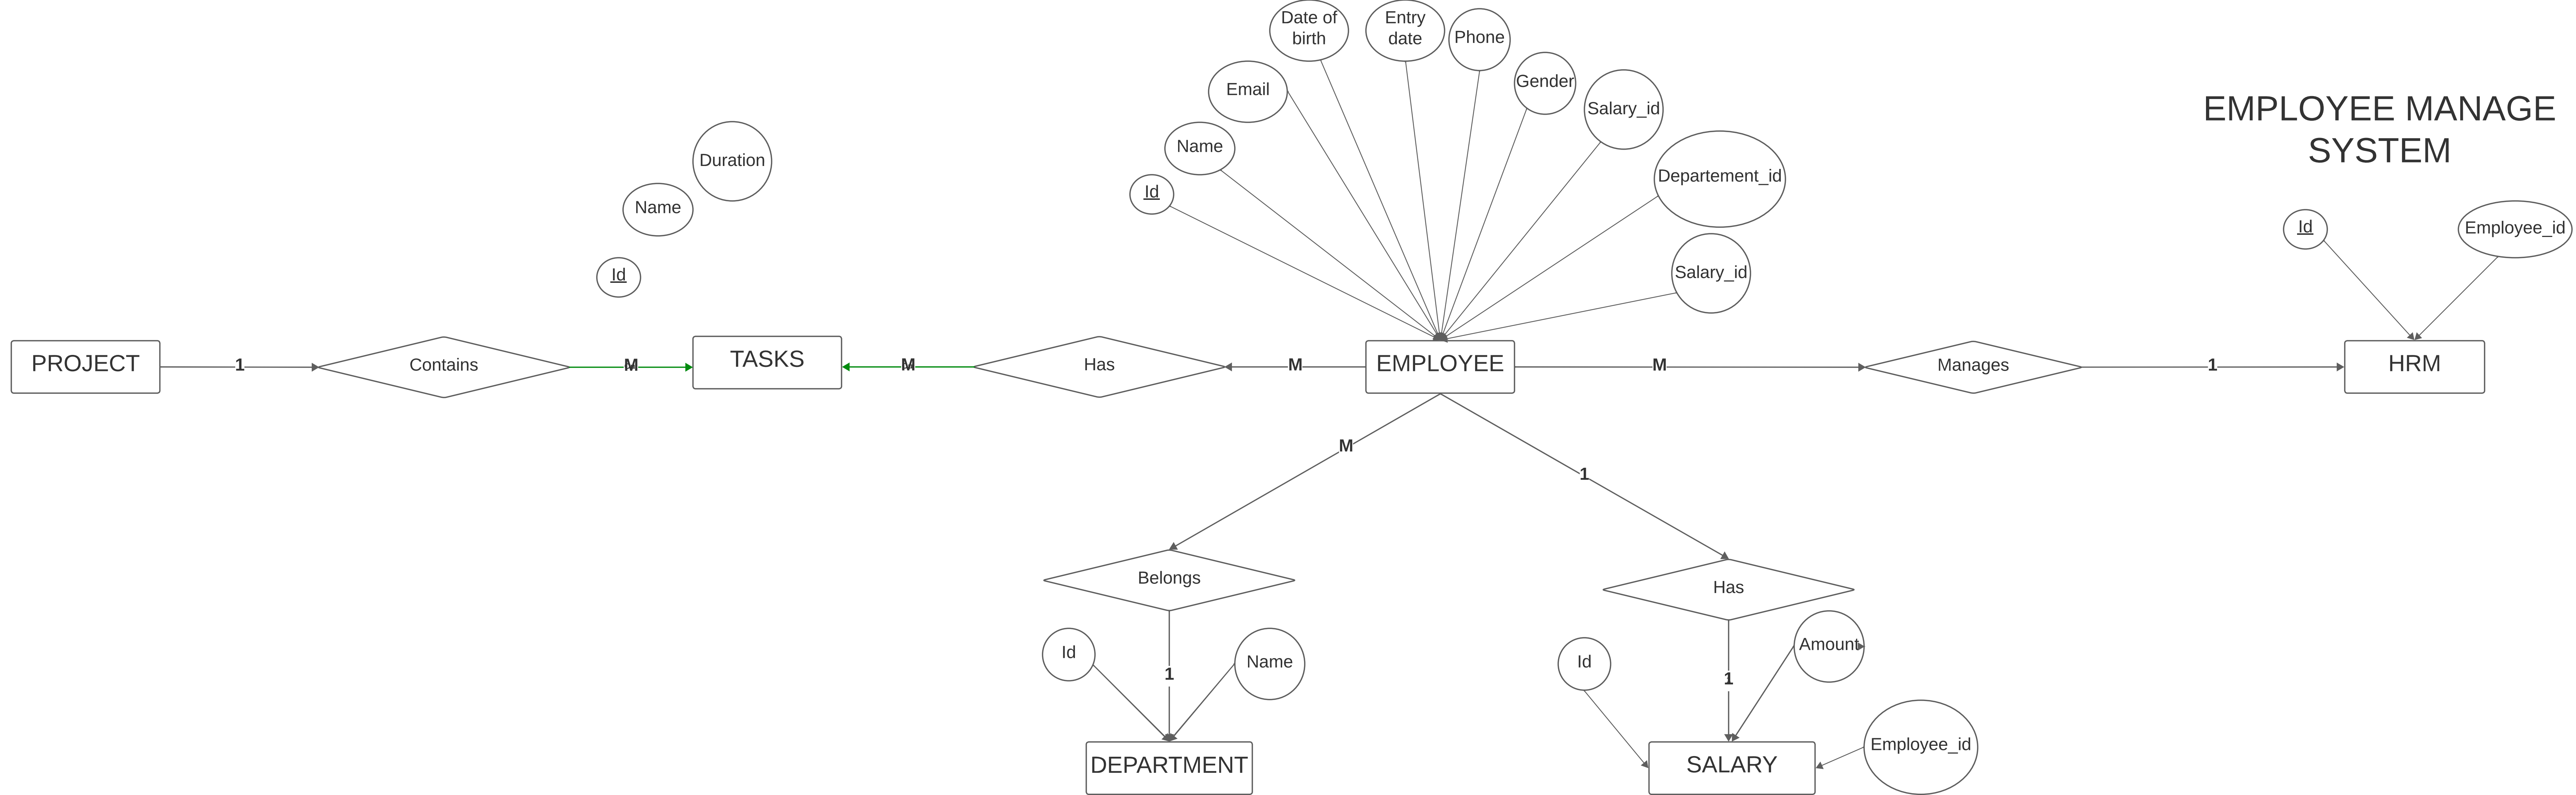 Date of
birth
Entry
date
Phone
Email
Gender
Salary_id
EMPLOYEE MANAGE
SYSTEM
Duration
Name
Departement_id
Id
Name
Id
Employee_id
Id
Salary_id
PROJECT
1
Contains
M
TASKS
M
Has
M
EMPLOYEE
M
Manages
1
HRM
M
1
Belongs
Has
Id
1
Name
Id
1
Amount
Employee_id
DEPARTMENT
SALARY